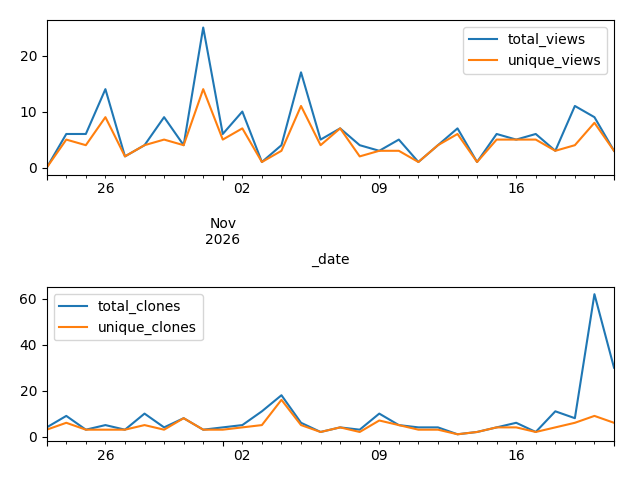 total_views
unique_views
20
10
0
26
02
09
16
Nov
2026
_date
total_clones
unique_clones
60
40
20
0
26
02
09
16